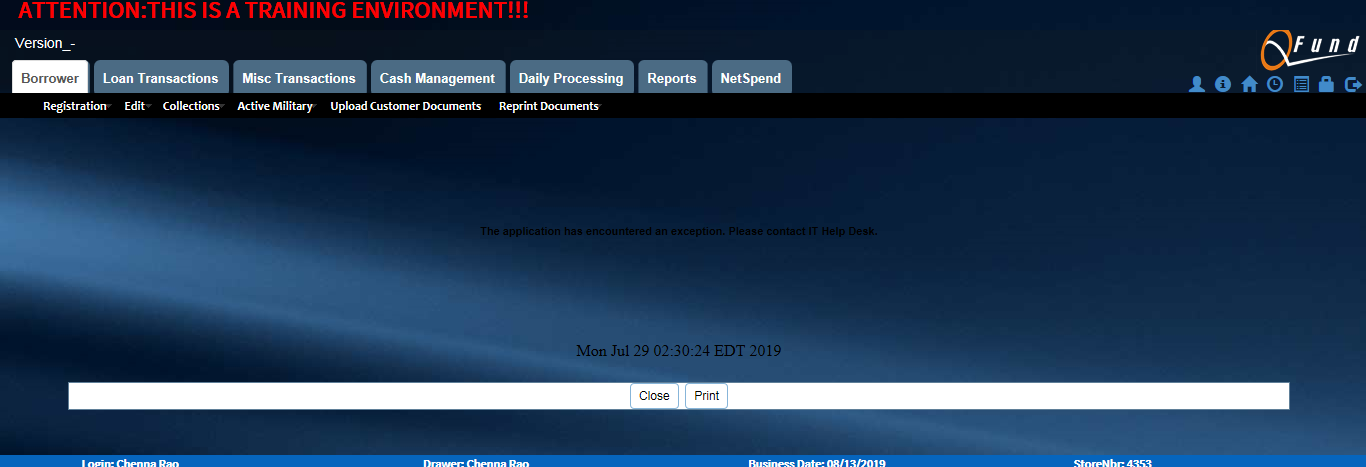 ATTENTION:THIS IS A TRAINING ENVIRONMENT!!!
Version_-
QFund
Borrower Loan Transactions Misc Transactions Cash Management Daily Processing Reports NetSpend
Registration Edit Collections Active Military Upload Customer Documents Reprint Documents
The application has encountered an exception. Please contact IT Help Desk.
Mon Jul 29 02:30:24 EDT 2019
Close Print
Login: Chenna Rao Drawer: Chenna Rao Business Date: 08/13/2019 StoreNbr: 4353